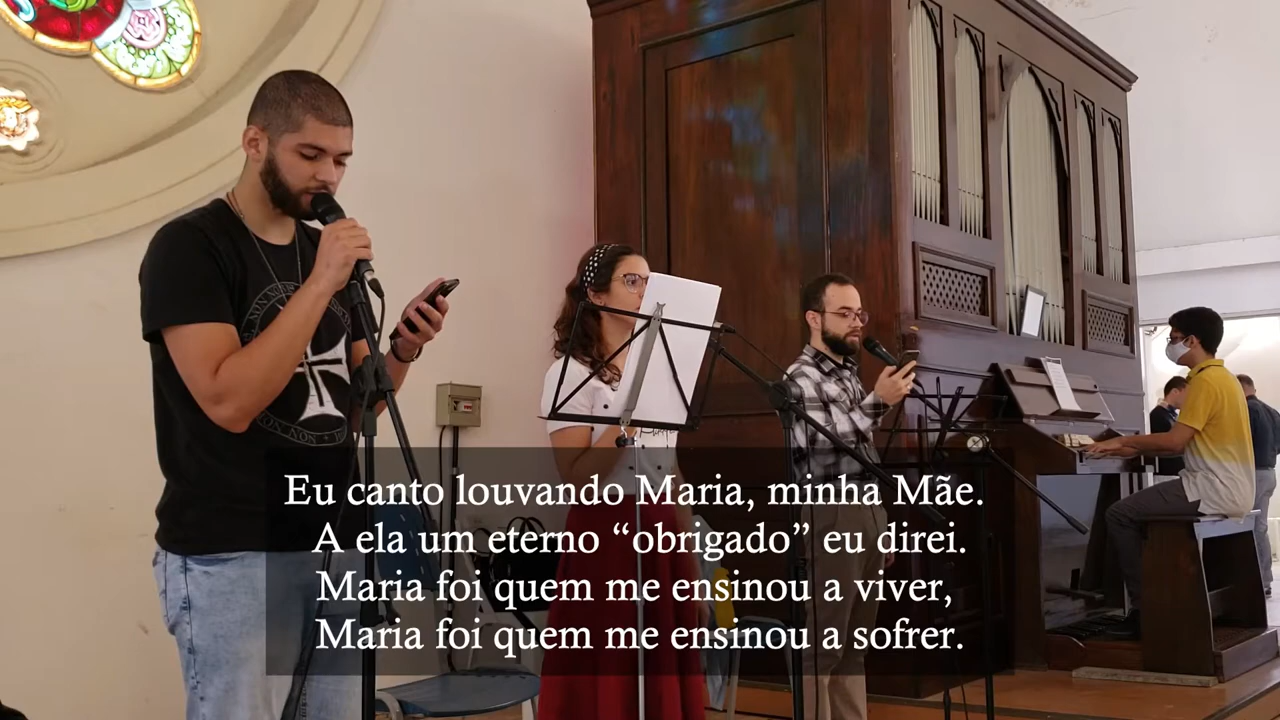 Eu canto louvando Maria, minha Mãe.
A ela um eterno “obrigado” eu direi.
Maria foi quem me ensinou a viver,
Maria foi quem me ensinou a sofrer.